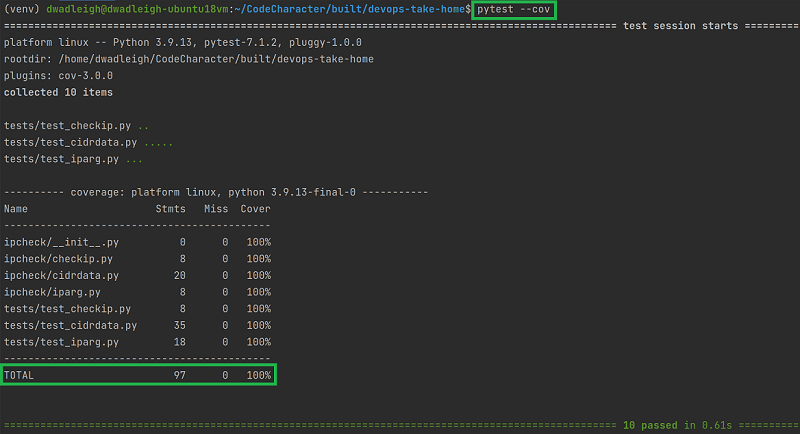 (venv) dwadleigh@dwadleigh-ubuntu18vm:~/CodeCharacter/built/devops-take-home$ pytest --cov
====================================================================================================== test session starts ==========
platform linux -- Python 3.9.13, pytest-7.1.2, pluggy-1.0.0
rootdir: /home/dwadleigh/CodeCharacter/built/devops-take-home
plugins: cov-3.0.0
collected 10 items
tests/test_checkip.py ..
tests/test_cidrdata.py .....
tests/test_iparg.py ...
---------- coverage: platform linux, python 3.9.13-final-0 -----------
Name                     Stmts   Miss  Cover
--------------------------------------------
ipcheck/__init__.py          0      0   100%
ipcheck/checkip.py           8      0   100%
ipcheck/cidrdata.py         20      0   100%
ipcheck/iparg.py             8      0   100%
tests/test_checkip.py        8      0   100%
tests/test_cidrdata.py      35      0   100%
tests/test_iparg.py         18      0   100%
--------------------------------------------
TOTAL                       97      0   100%
====================================================================================================== 10 passed in 0.61s ==========